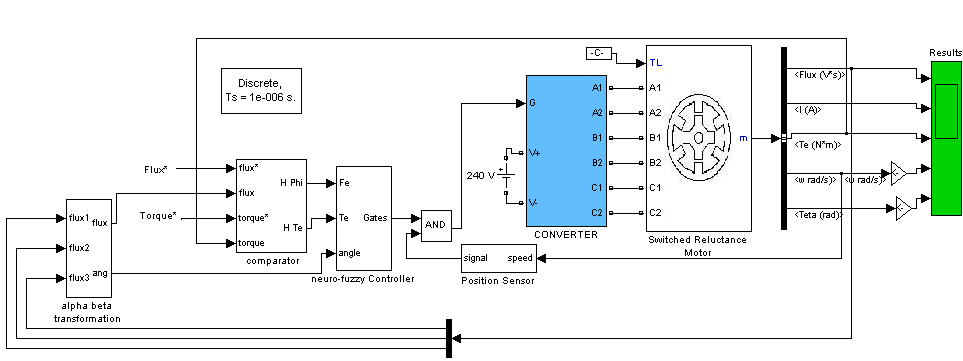 Discrete,
Ts = 1e-006 s.
-C-
Results
TL
A1
A2
B1
B2
C1
C2
m
Switched Reluctance
Motor
<Flux (V*s)>
<I (A)>
<Te (N*m)>
<w rad/s)>
<w rad/s)>
<Teta (rad)>
G
V+
V-
A1
A2
B1
B2
C1
C2
CONVERTER
240 V
+
Flux*
Torque*
flux*
flux
torque*
torque
H Phi
H Te
comparator
Fe
Te
angle
Gates
neuro-fuzzy Controller
AND
signal
speed
Position Sensor
flux1
flux2
flux3
flux
ang
alpha beta
transformation